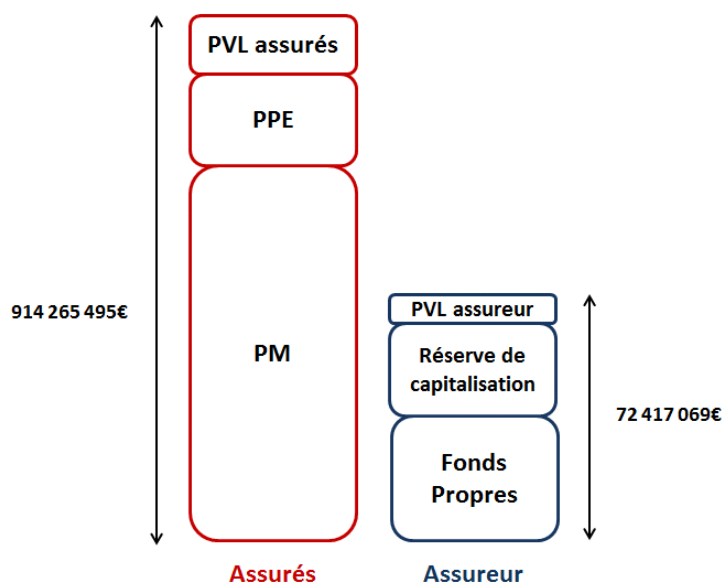 PVL assurés
PPE
914 265 495€
PM
PVL assureur
Réserve de
capitalisation
72 417 069€
Fonds
Propres
Assurés
Assureur